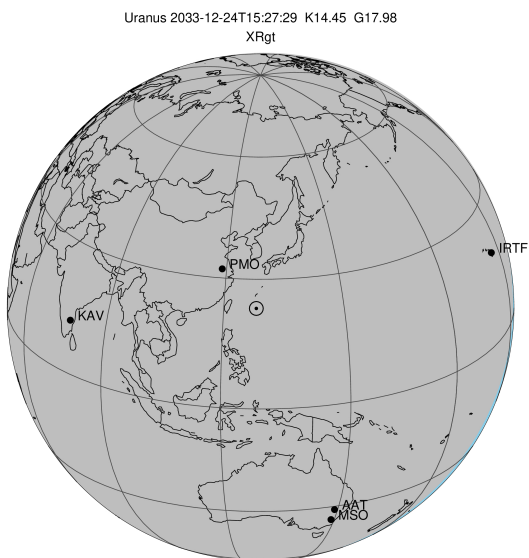 Uranus 2033-12-24T15:27:29  K14.45  G17.98
XRgt
IRTF
PMO
KAV
AAT
MSO